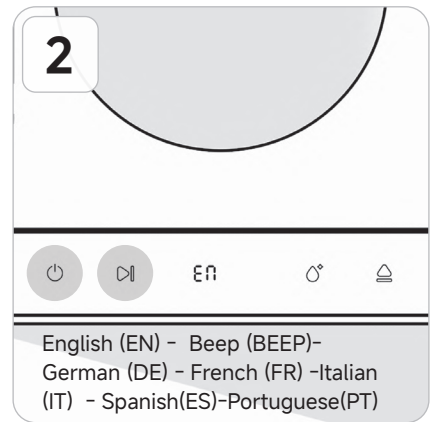 2
En
English (EN) - Beep (BEEP)-
German (DE) - French (FR) -Italian
(IT) - Spanish(ES)-Portuguese(PT)